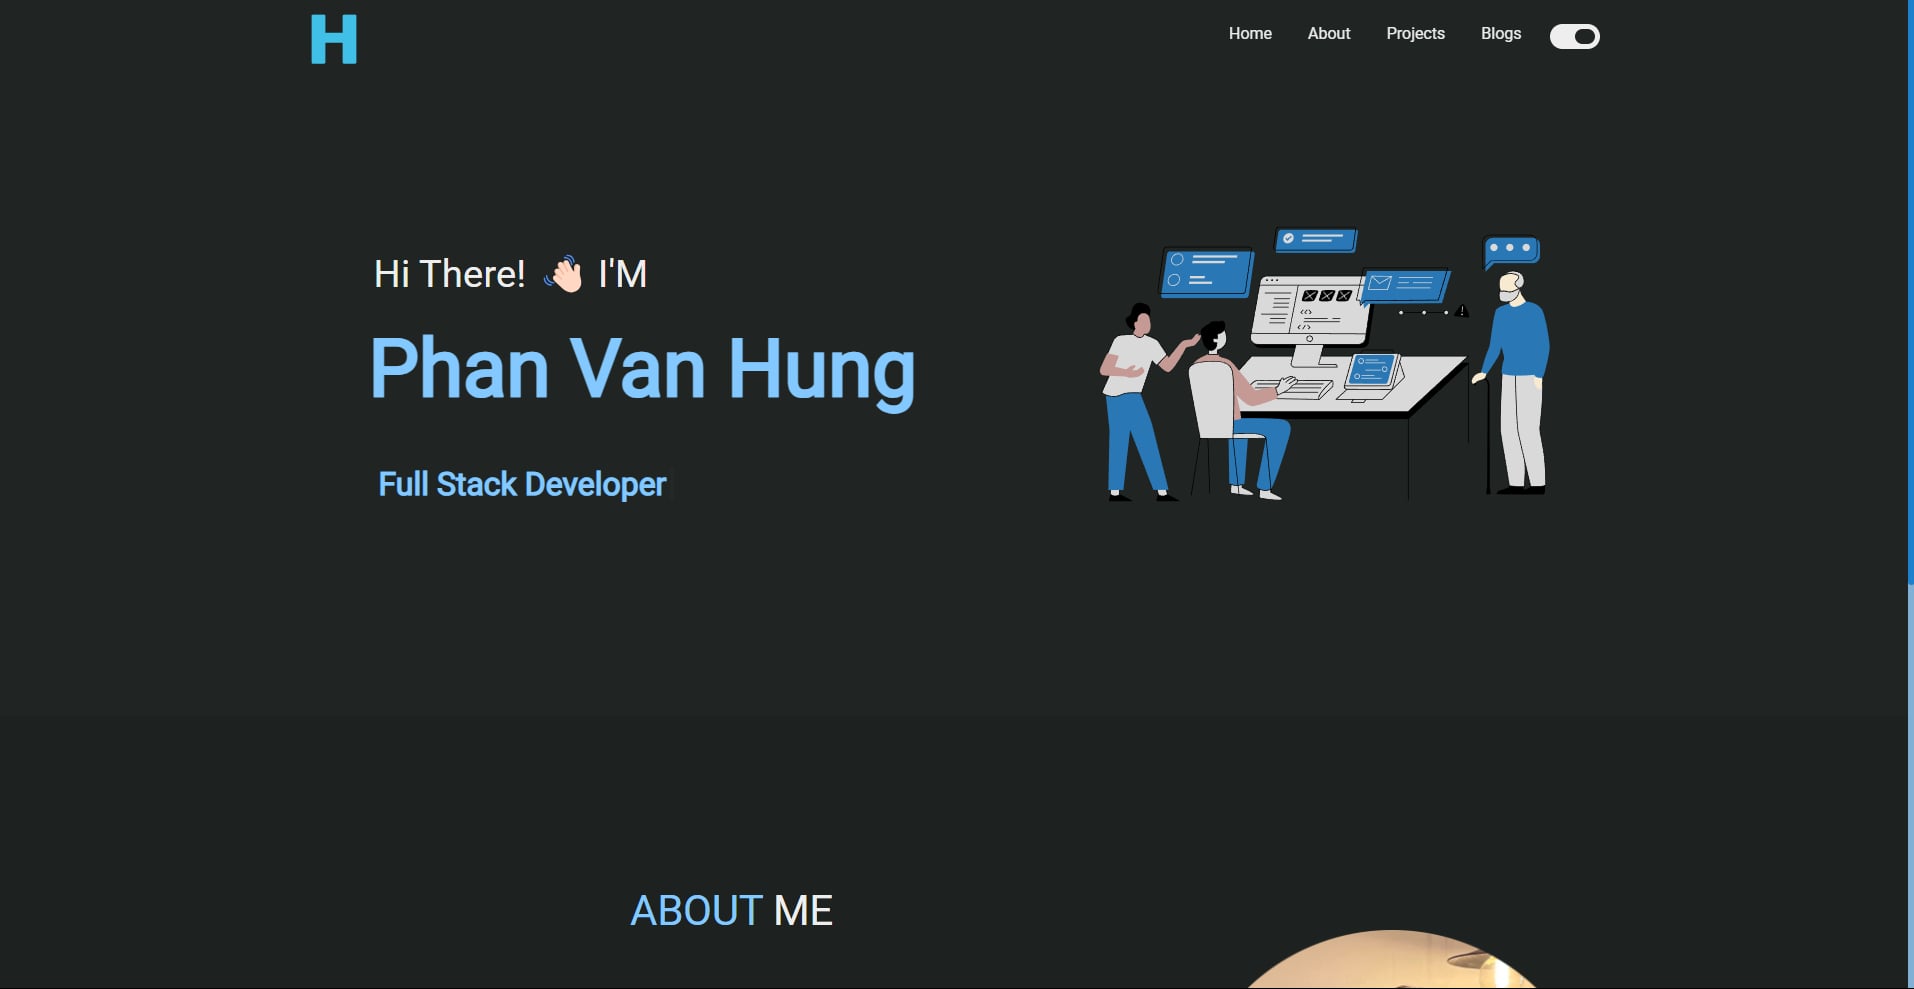 H
Home About Projects Blogs
Hi There! 👋🏻 I'M
Phan Van Hung
Full Stack Developer
ABOUT ME